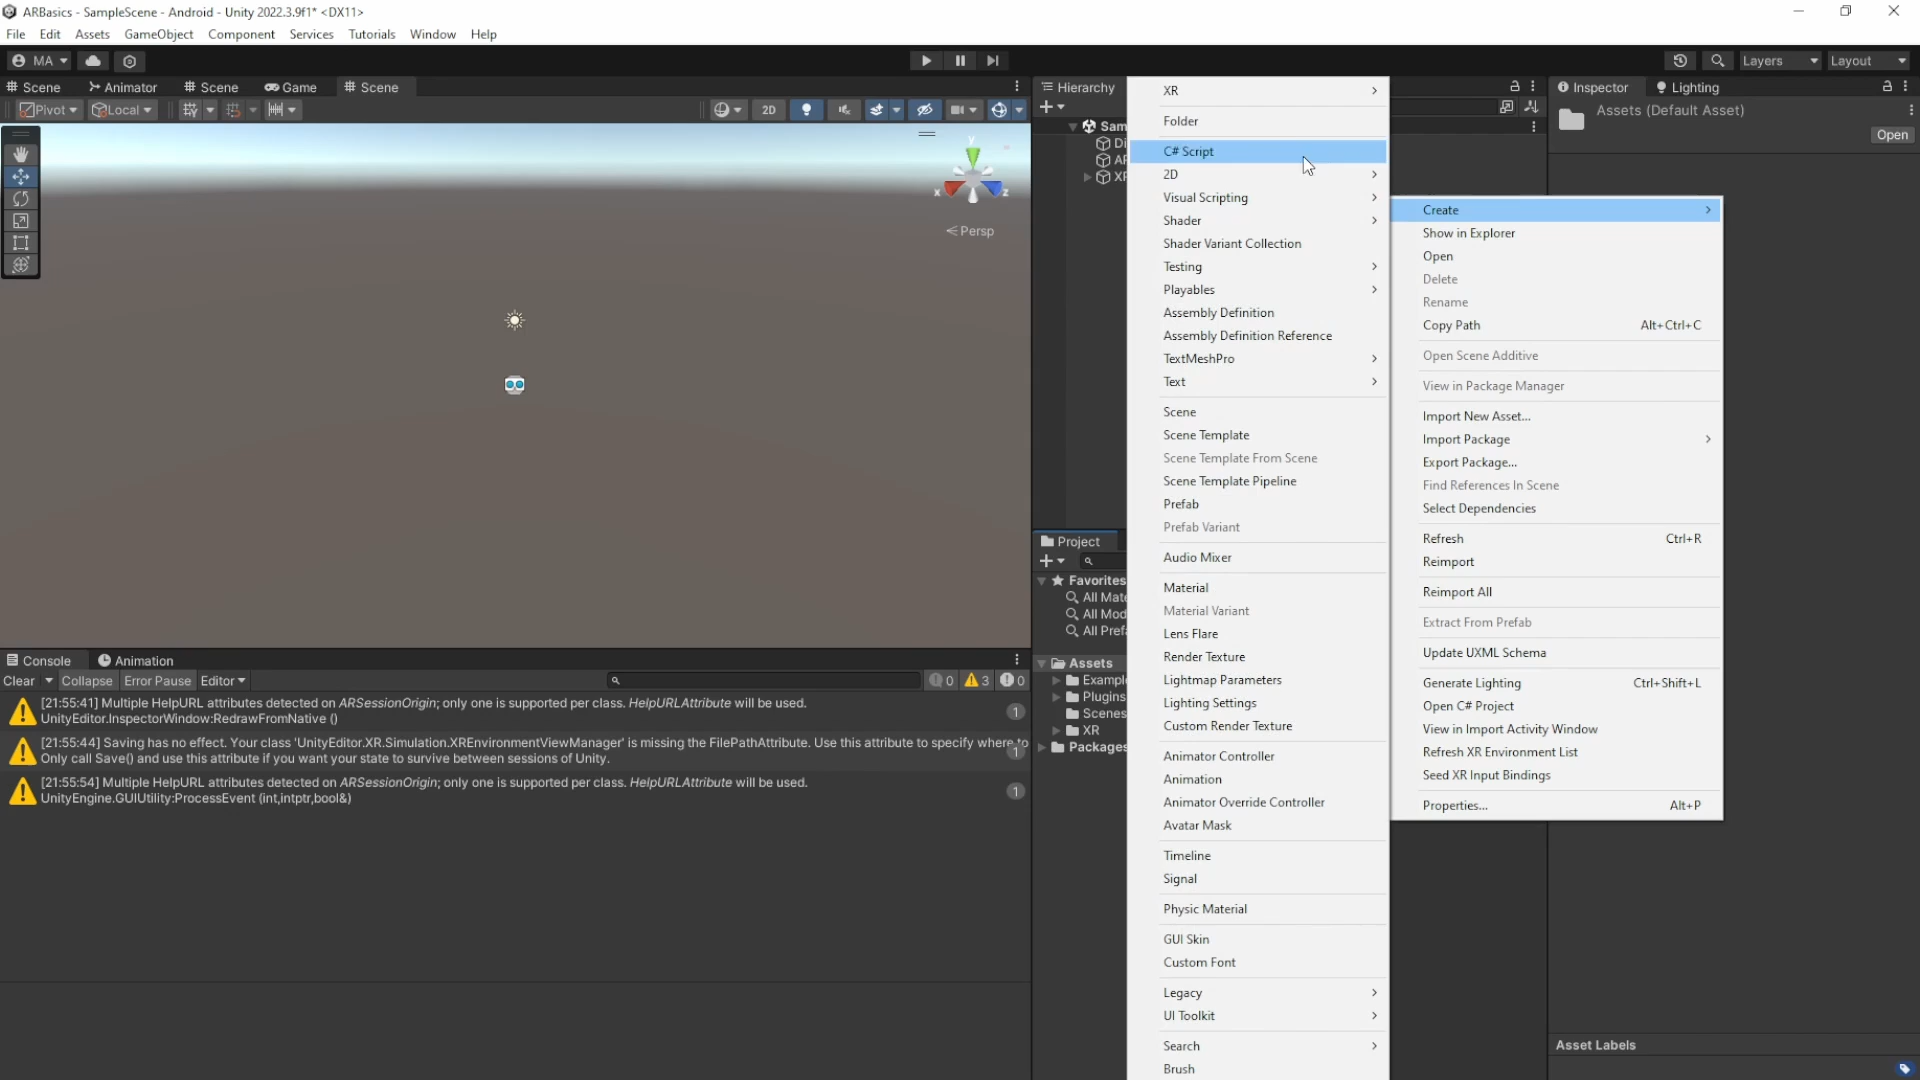 ARBasics - SampleScene - Android - Unity 2022.3.9f1* <DX11>
File Edit Assets GameObject Component Services Tutorials Window Help
MA Layers Layout
Scene Animator Scene Game Scene
Pivot Local 2D
y
x z
Persp
Hierarchy
Sam
Di
AR
XR
Inspector Lighting
Assets (Default Asset)
Open
XR
Folder
C# Script
2D
Visual Scripting
Shader
Shader Variant Collection
Testing
Playables
Assembly Definition
Assembly Definition Reference
TextMeshPro
Text
Scene
Scene Template
Scene Template From Scene
Scene Template Pipeline
Prefab
Prefab Variant
Audio Mixer
Material
Material Variant
Lens Flare
Render Texture
Lightmap Parameters
Lighting Settings
Custom Render Texture
Animator Controller
Animation
Animator Override Controller
Avatar Mask
Timeline
Signal
Physic Material
GUI Skin
Custom Font
Legacy
UI Toolkit
Search
Brush
Create
Show in Explorer
Open
Delete
Rename
Copy Path Alt+Ctrl+C
Open Scene Additive
View in Package Manager
Import New Asset...
Import Package
Export Package...
Find References In Scene
Select Dependencies
Refresh Ctrl+R
Reimport
Reimport All
Extract From Prefab
Update UXML Schema
Generate Lighting Ctrl+Shift+L
Open C# Project
View in Import Activity Window
Refresh XR Environment List
Seed XR Input Bindings
Properties... Alt+P
Project
Favorites
All Mate
All Mod
All Prefa
Assets
Exampl
Plugins
Scenes
XR
Packages
Console Animation
Clear Collapse Error Pause Editor 0 3 0
[21:55:41] Multiple HelpURL attributes detected on ARSessionOrigin; only one is supported per class. HelpURLAttribute will be used.
UnityEditor.InspectorWindow:RedrawFromNative () 1
[21:55:44] Saving has no effect. Your class 'UnityEditor.XR.Simulation.XREnvironmentViewManager' is missing the FilePathAttribute. Use this attribute to specify where to
Only call Save() and use this attribute if you want your state to survive between sessions of Unity. 1
[21:55:54] Multiple HelpURL attributes detected on ARSessionOrigin; only one is supported per class. HelpURLAttribute will be used.
UnityEngine.GUIUtility:ProcessEvent (int,intptr,bool&) 1
Asset Labels